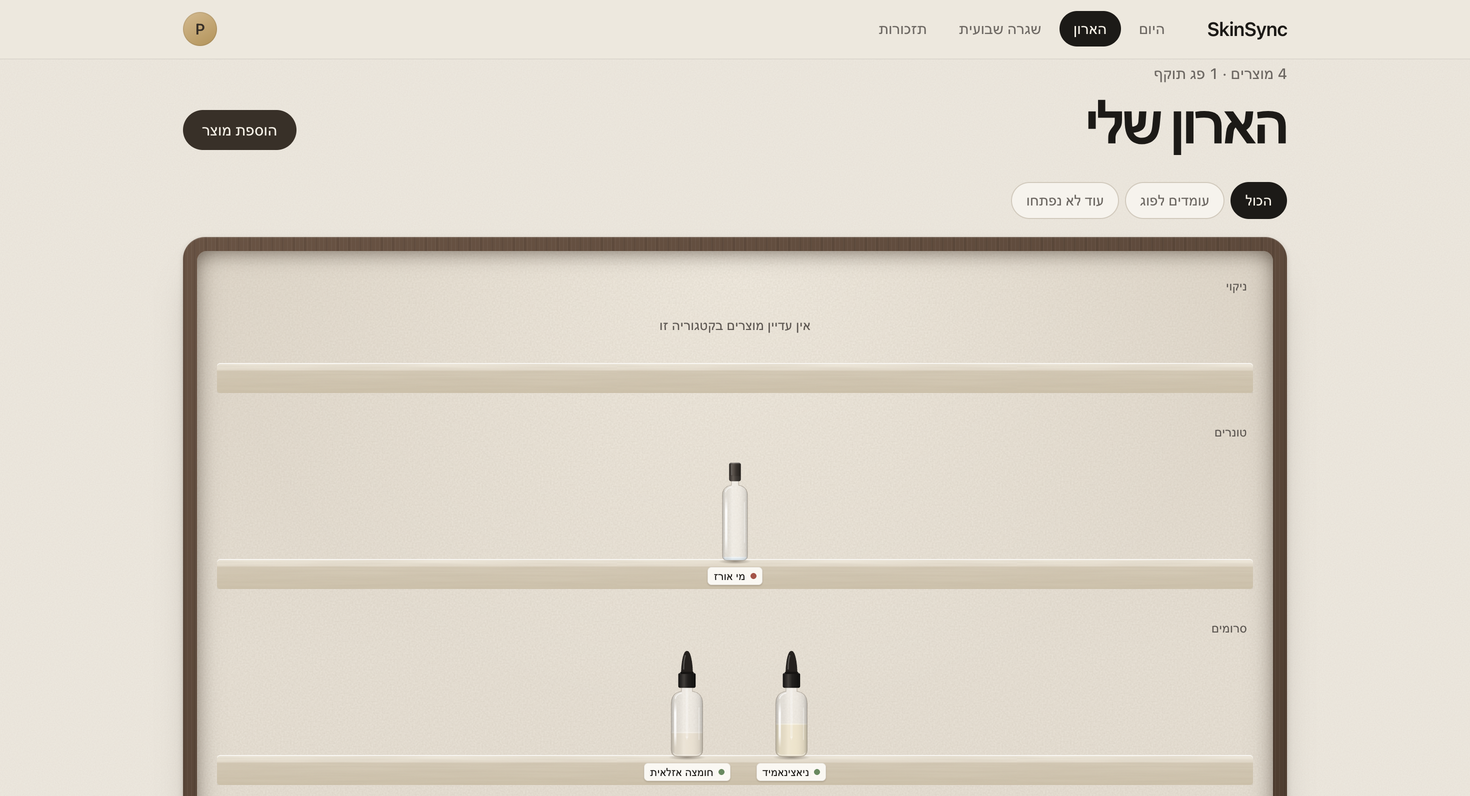 SkinSync
היום
הארון
שגרה שבועית
תזכורות
P
4 מוצרים · 1 פג תוקף
הארון שלי
הוספת מוצר
הכול
עומדים לפוג
עוד לא נפתחו
ניקוי
אין עדיין מוצרים בקטגוריה זו
טונרים
מי אורז
סרומים
ניאצינאמיד
חומצה אזלאית